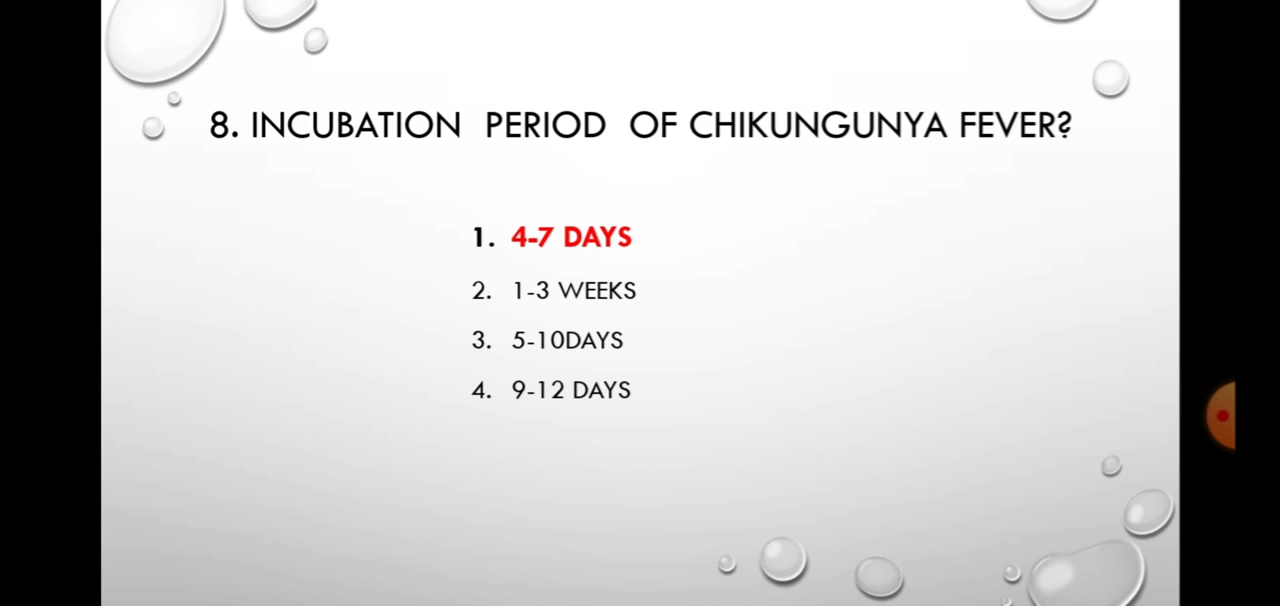 8. INCUBATION PERIOD OF CHIKUNGUNYA FEVER?
1. 4-7 DAYS
2. 1-3 WEEKS
3. 5-10DAYS
4. 9-12 DAYS